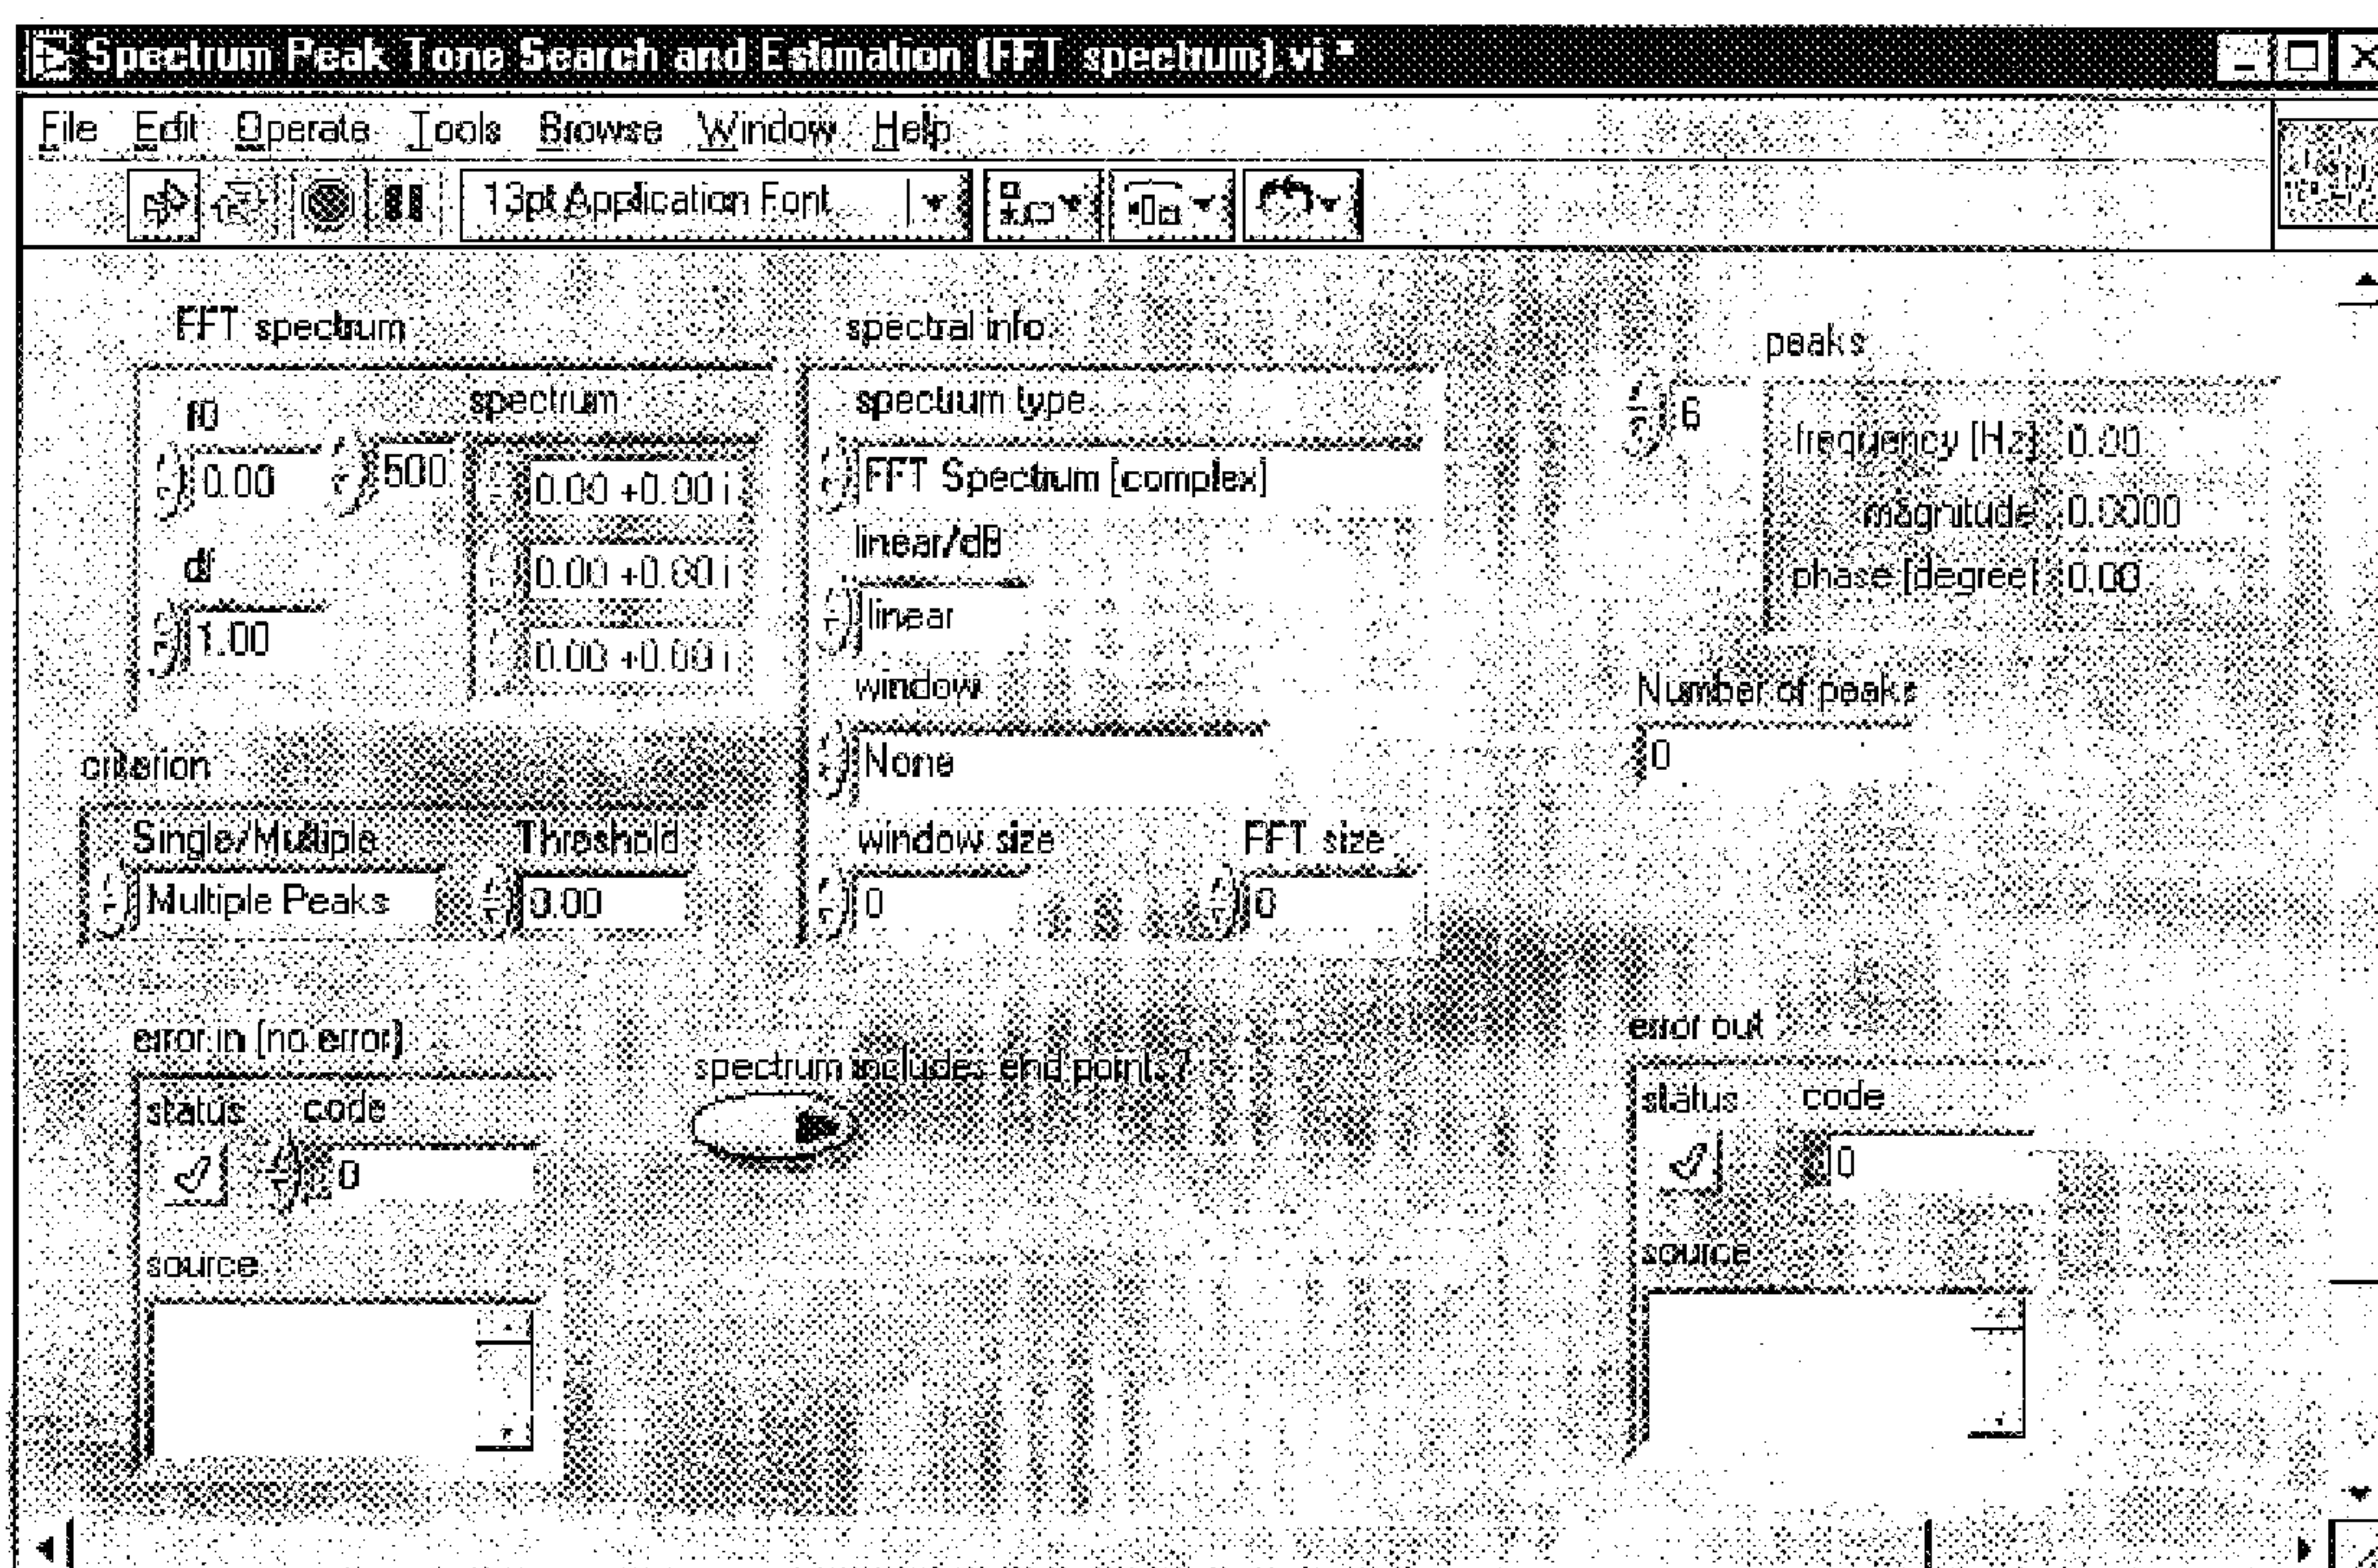 Spectrum Peak Tone Search and Estimation (FFT spectrum).vi *
File Edit Operate Tools Browse Window Help
13pt Application Font
FFT spectrum
f0
0.00
500
spectrum
0.00 +0.00 i
0.00 +0.00 i
0.00 +0.00 i
df
1.00
spectral info
spectrum type
FFT Spectrum (complex)
linear/dB
linear
window
None
window size
0
FFT size
0
peaks
6
frequency [Hz] 0.00
magnitude 0.0000
phase [degree] 0.00
Number of peaks
0
criterion
Single/Multiple
Multiple Peaks
Threshold
0.00
error in (no error)
status code
0
source
spectrum includes end points?
error out
status code
0
source